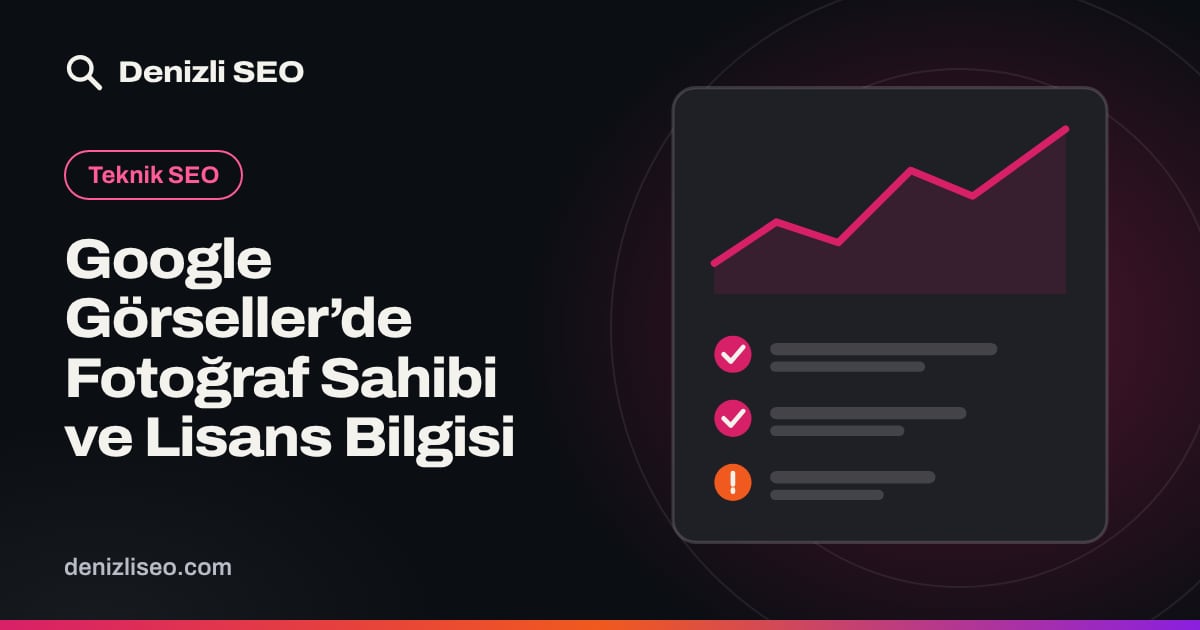 Denizli SEO
Teknik SEO
Google
Görseller’de
Fotoğraf Sahibi
ve Lisans Bilgisi
denizliseo.com